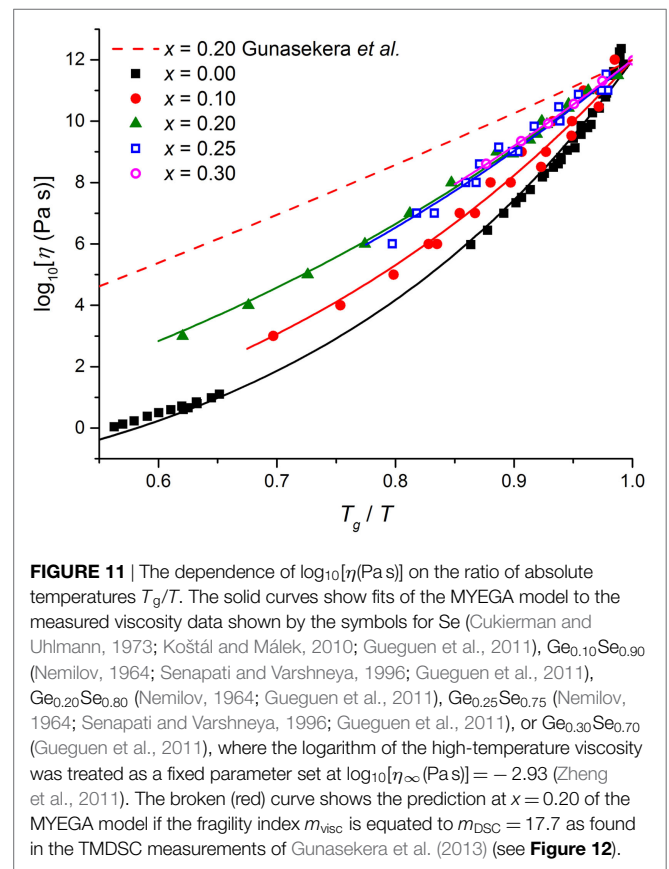 x = 0.20 Gunasekera et al.
x = 0.00
x = 0.10
x = 0.20
x = 0.25
x = 0.30
log₁₀[η (Pa s)]
12
10
8
6
4
2
0
0.6 0.7 0.8 0.9 1.0
T_g / T
FIGURE 11 | The dependence of log₁₀[η(Pa s)] on the ratio of absolute
temperatures T_g/T. The solid curves show fits of the MYEGA model to the
measured viscosity data shown by the symbols for Se (Cukierman and
Uhlmann, 1973; Koštál and Málek, 2010; Gueguen et al., 2011), Ge₀.₁₀Se₀.₉₀
(Nemilov, 1964; Senapati and Varshneya, 1996; Gueguen et al., 2011),
Ge₀.₂₀Se₀.₈₀ (Nemilov, 1964; Gueguen et al., 2011), Ge₀.₂₅Se₀.₇₅ (Nemilov,
1964; Senapati and Varshneya, 1996; Gueguen et al., 2011), or Ge₀.₃₀Se₀.₇₀
(Gueguen et al., 2011), where the logarithm of the high-temperature viscosity
was treated as a fixed parameter set at log₁₀[η∞(Pa s)] = − 2.93 (Zheng
et al., 2011). The broken (red) curve shows the prediction at x = 0.20 of the
MYEGA model if the fragility index m_visc is equated to m_DSC = 17.7 as found
in the TMDSC measurements of Gunasekera et al. (2013) (see Figure 12).